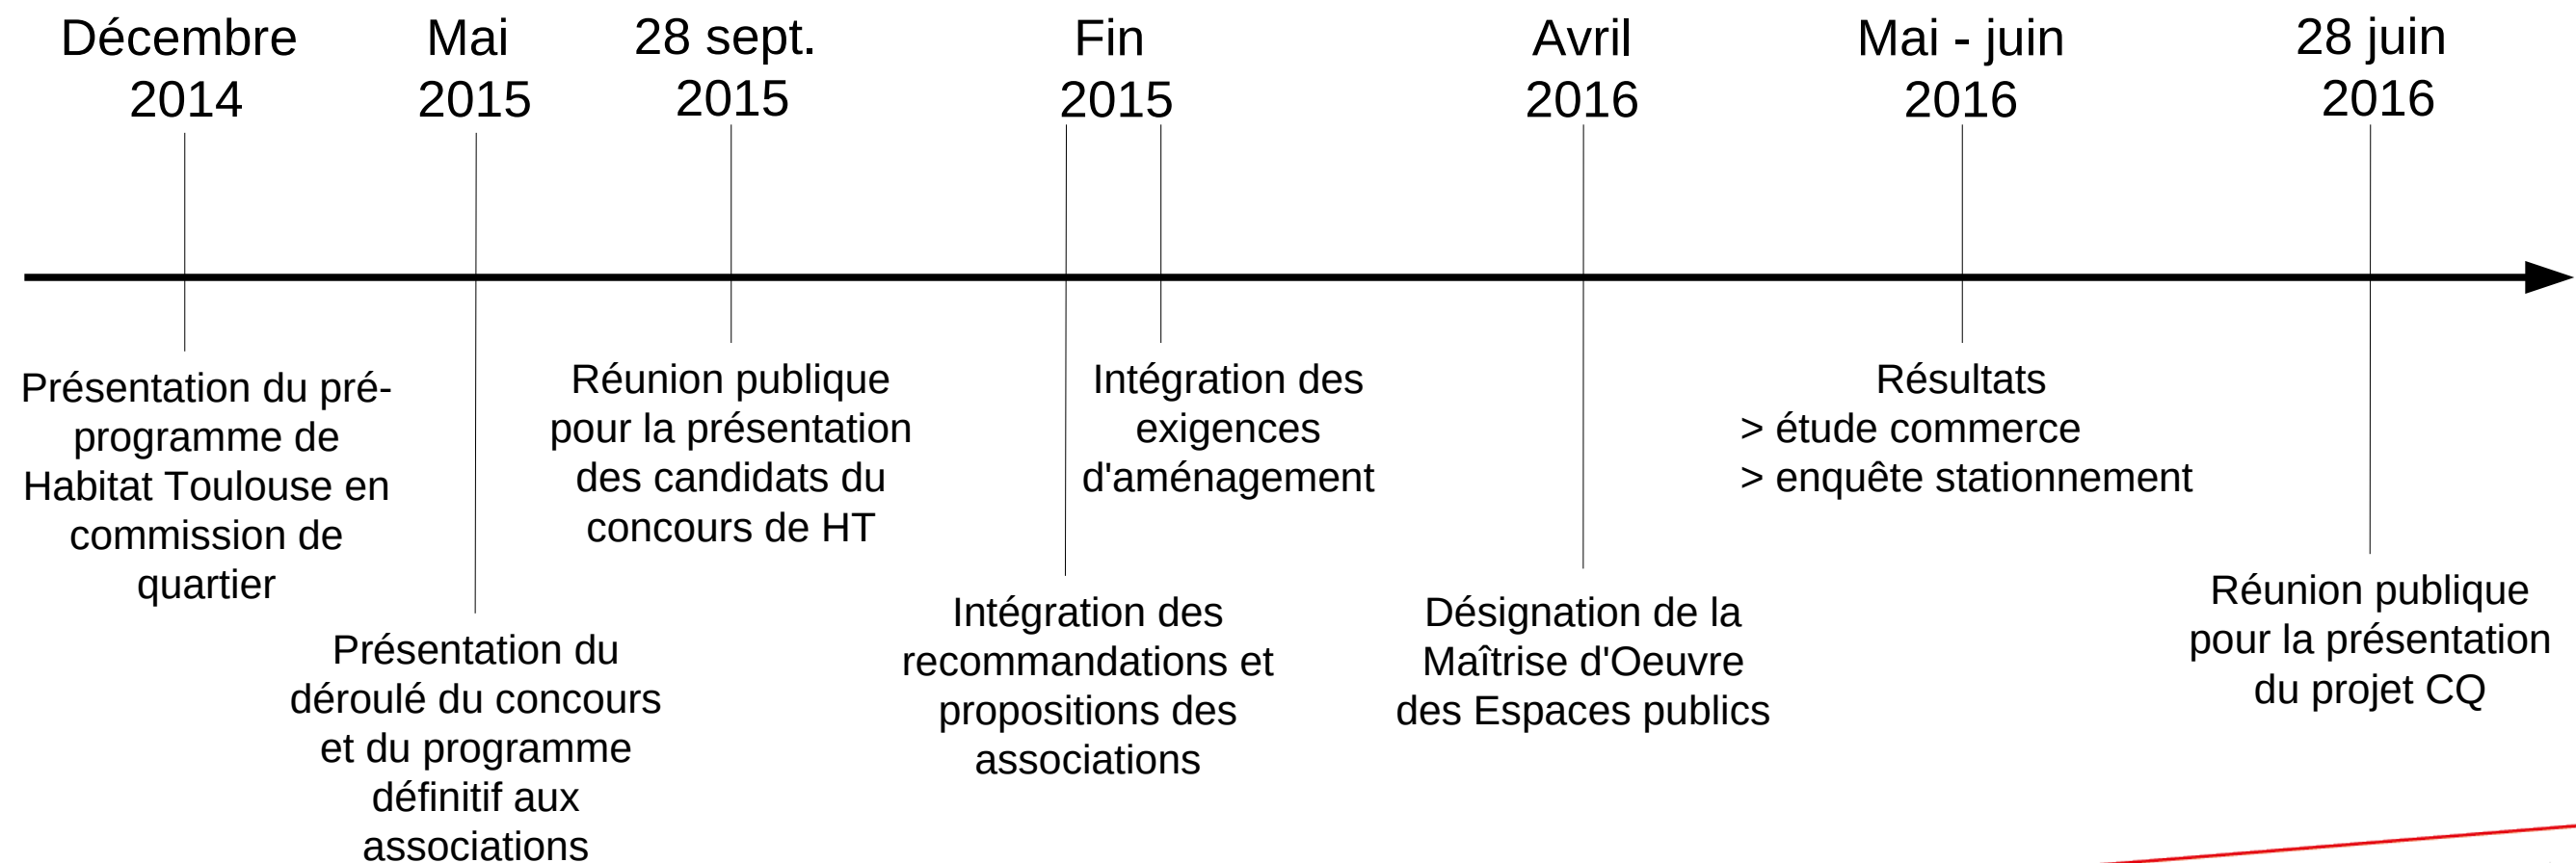 Décembre
2014
Mai
2015
28 sept.
2015
Fin
2015
Avril
2016
Mai - juin
2016
28 juin
2016
Présentation du pré-
programme de
Habitat Toulouse en
commission de
quartier
Présentation du
déroulé du concours
et du programme
définitif aux
associations
Réunion publique
pour la présentation
des candidats du
concours de HT
Intégration des
recommandations et
propositions des
associations
Intégration des
exigences
d'aménagement
Désignation de la
Maîtrise d'Oeuvre
des Espaces publics
Résultats
> étude commerce
> enquête stationnement
Réunion publique
pour la présentation
du projet CQ